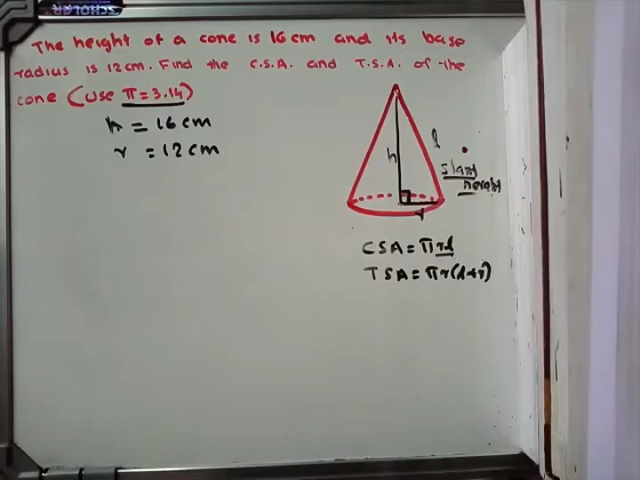 SCHOLAR
The height of a cone is 16 cm and its base
radius is 12 cm. Find the C.S.A. and T.S.A. of the
cone (Use π = 3.14)
h = 16 cm
r = 12 cm
l
h
slant
height
r
CSA = πrl
TSA = πr(l+r)